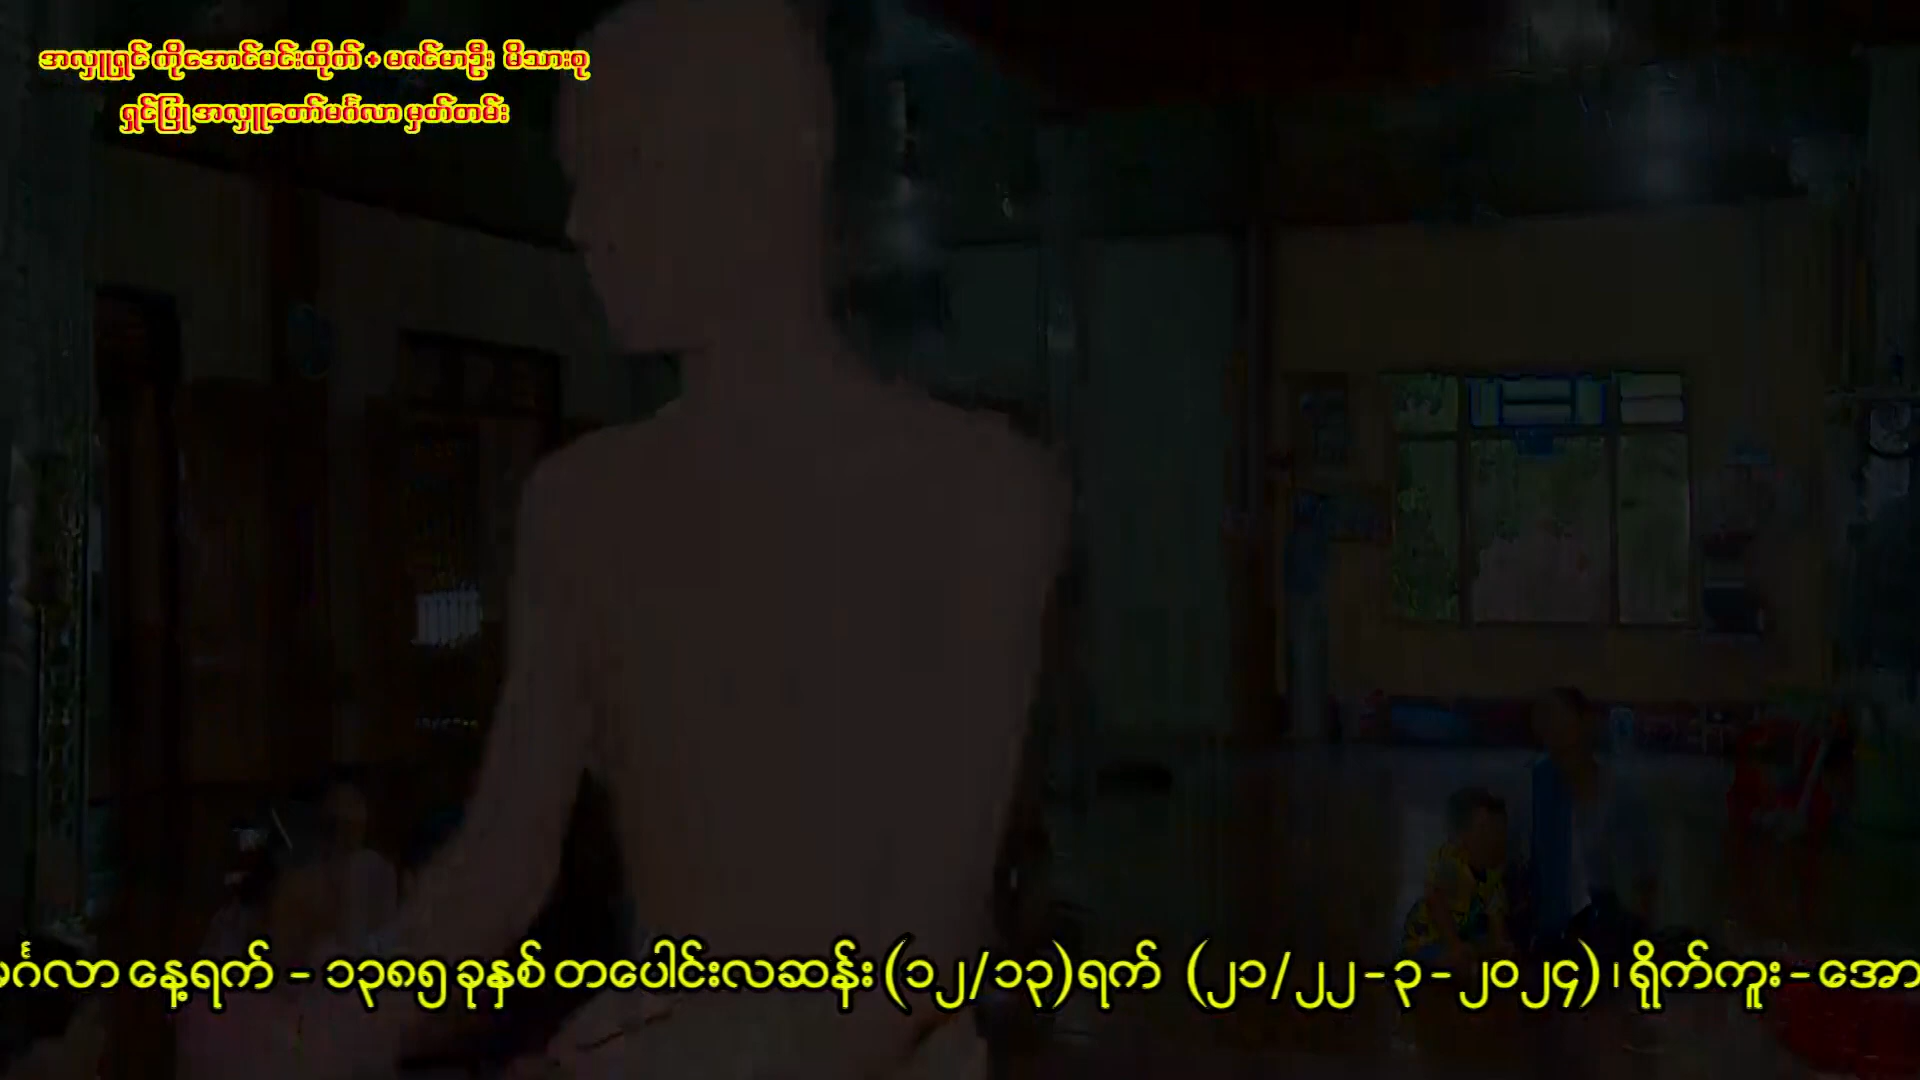 အလှူရှင် ကိုအောင်မင်းထိုက် + မဇင်မာဦး မိသားစု
ရှင်ပြု အလှူတော်မင်္ဂလာ မှတ်တမ်း
မင်္ဂလာ နေ့ရက် - ၁၃၈၅ ခုနှစ် တပေါင်းလဆန်း (၁၂/၁၃)ရက် (၂၁/၂၂-၃-၂၀၂၄) ၊ ရိုက်ကူး - အော